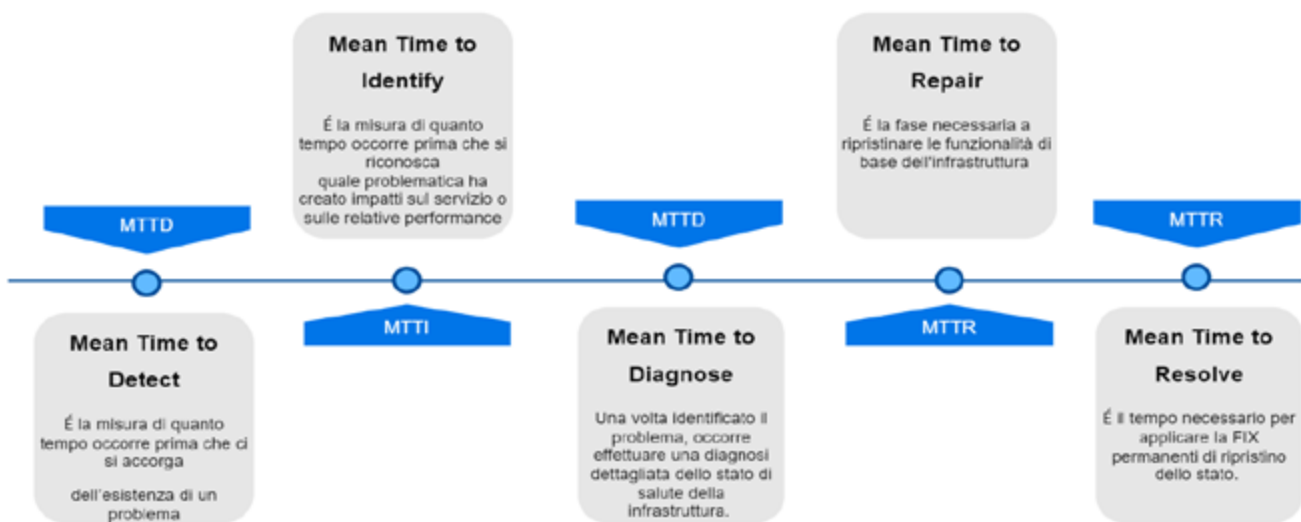 MTTD
Mean Time to
Detect
É la misura di quanto
tempo occorre prima che ci
si accorga
dell'esistenza di un
problema
Mean Time to
Identify
É la misura di quanto
tempo occorre prima che si
riconosca
quale problematica ha
creato impatti sul servizio o
sulle relative performance
MTTI
MTTD
Mean Time to
Diagnose
Una volta identificato il
problema, occorre
effettuare una diagnosi
dettagliata dello stato di
salute della
infrastruttura.
Mean Time to
Repair
É la fase necessaria a
ripristinare le funzionalità di
base dell'infrastruttura
MTTR
MTTR
Mean Time to
Resolve
É il tempo necessario per
applicare la FIX
permanenti di ripristino
dello stato.